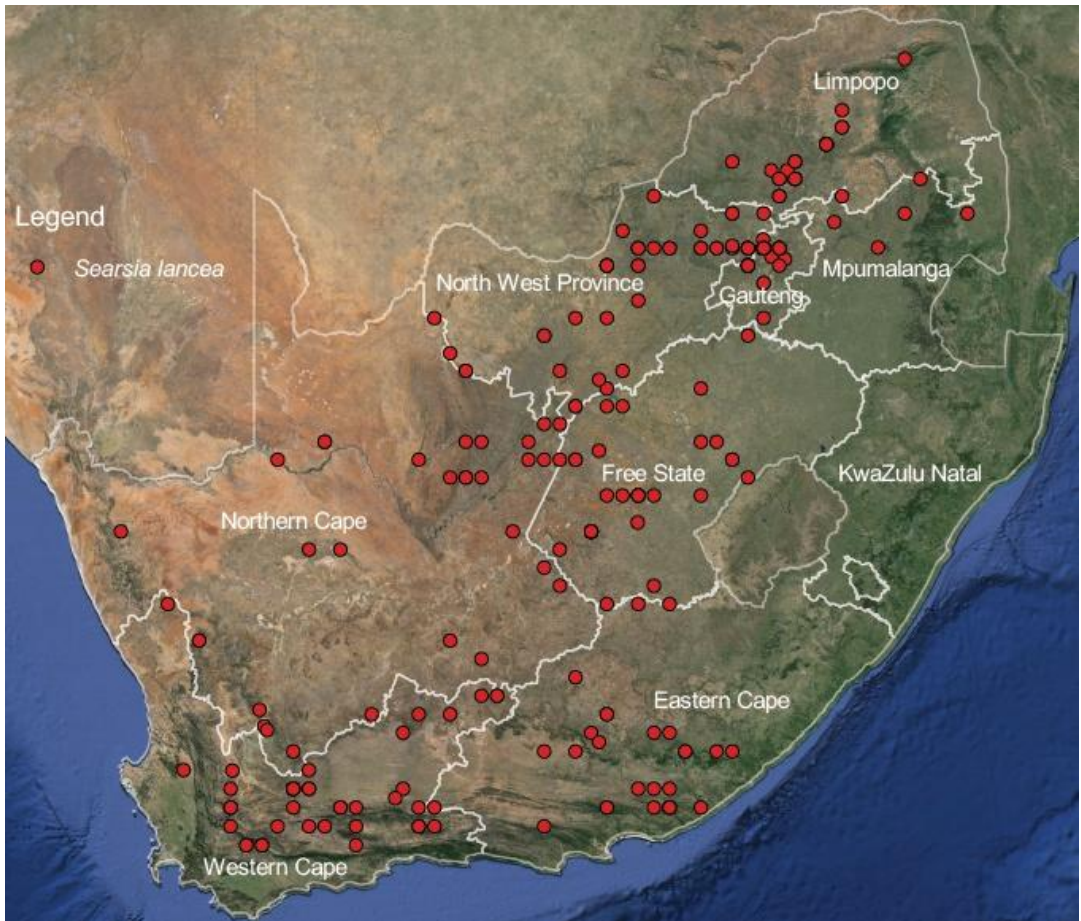 Limpopo
Legend
Searsia lancea
North West Province
Mpumalanga
Gauteng
Free State
KwaZulu Natal
Northern Cape
Eastern Cape
Western Cape